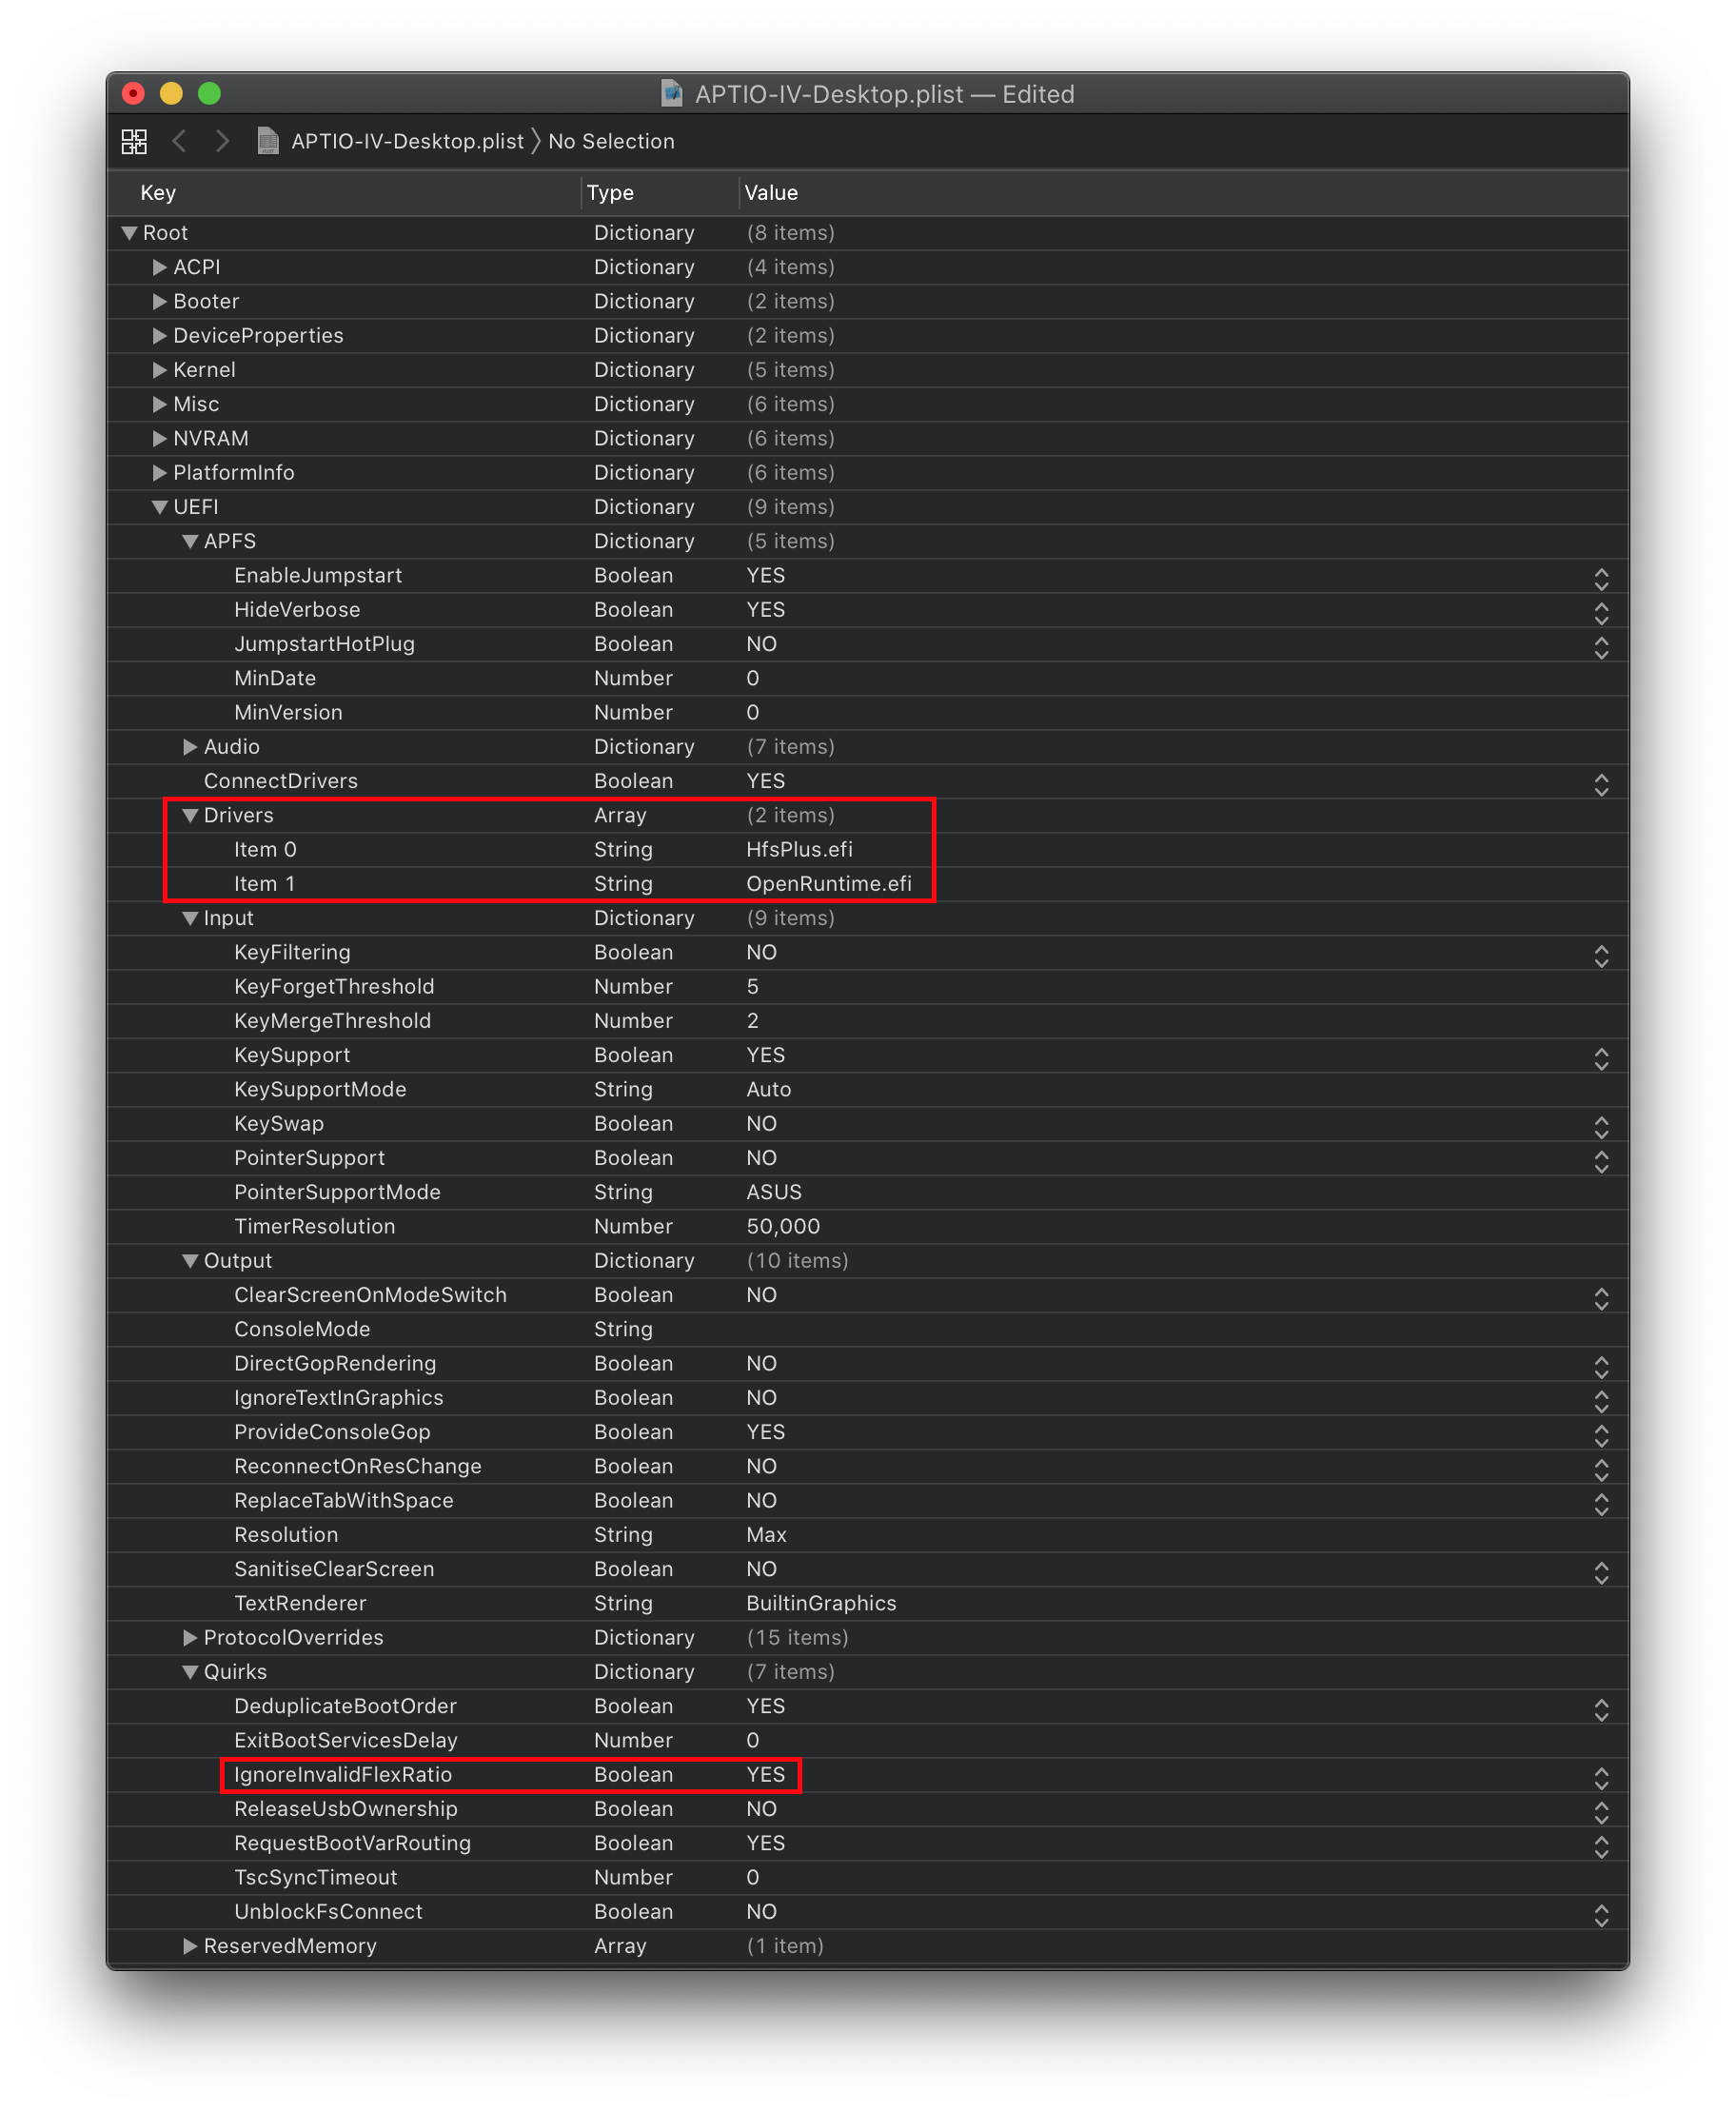 APTIO-IV-Desktop.plist — Edited
APTIO-IV-Desktop.plist 〉 No Selection
Key Type Value
Root Dictionary (8 items)
ACPI Dictionary (4 items)
Booter Dictionary (2 items)
DeviceProperties Dictionary (2 items)
Kernel Dictionary (5 items)
Misc Dictionary (6 items)
NVRAM Dictionary (6 items)
PlatformInfo Dictionary (6 items)
UEFI Dictionary (9 items)
APFS Dictionary (5 items)
EnableJumpstart Boolean YES
HideVerbose Boolean YES
JumpstartHotPlug Boolean NO
MinDate Number 0
MinVersion Number 0
Audio Dictionary (7 items)
ConnectDrivers Boolean YES
Drivers Array (2 items)
Item 0 String HfsPlus.efi
Item 1 String OpenRuntime.efi
Input Dictionary (9 items)
KeyFiltering Boolean NO
KeyForgetThreshold Number 5
KeyMergeThreshold Number 2
KeySupport Boolean YES
KeySupportMode String Auto
KeySwap Boolean NO
PointerSupport Boolean NO
PointerSupportMode String ASUS
TimerResolution Number 50,000
Output Dictionary (10 items)
ClearScreenOnModeSwitch Boolean NO
ConsoleMode String
DirectGopRendering Boolean NO
IgnoreTextInGraphics Boolean NO
ProvideConsoleGop Boolean YES
ReconnectOnResChange Boolean NO
ReplaceTabWithSpace Boolean NO
Resolution String Max
SanitiseClearScreen Boolean NO
TextRenderer String BuiltinGraphics
ProtocolOverrides Dictionary (15 items)
Quirks Dictionary (7 items)
DeduplicateBootOrder Boolean YES
ExitBootServicesDelay Number 0
IgnoreInvalidFlexRatio Boolean YES
ReleaseUsbOwnership Boolean NO
RequestBootVarRouting Boolean YES
TscSyncTimeout Number 0
UnblockFsConnect Boolean NO
ReservedMemory Array (1 item)